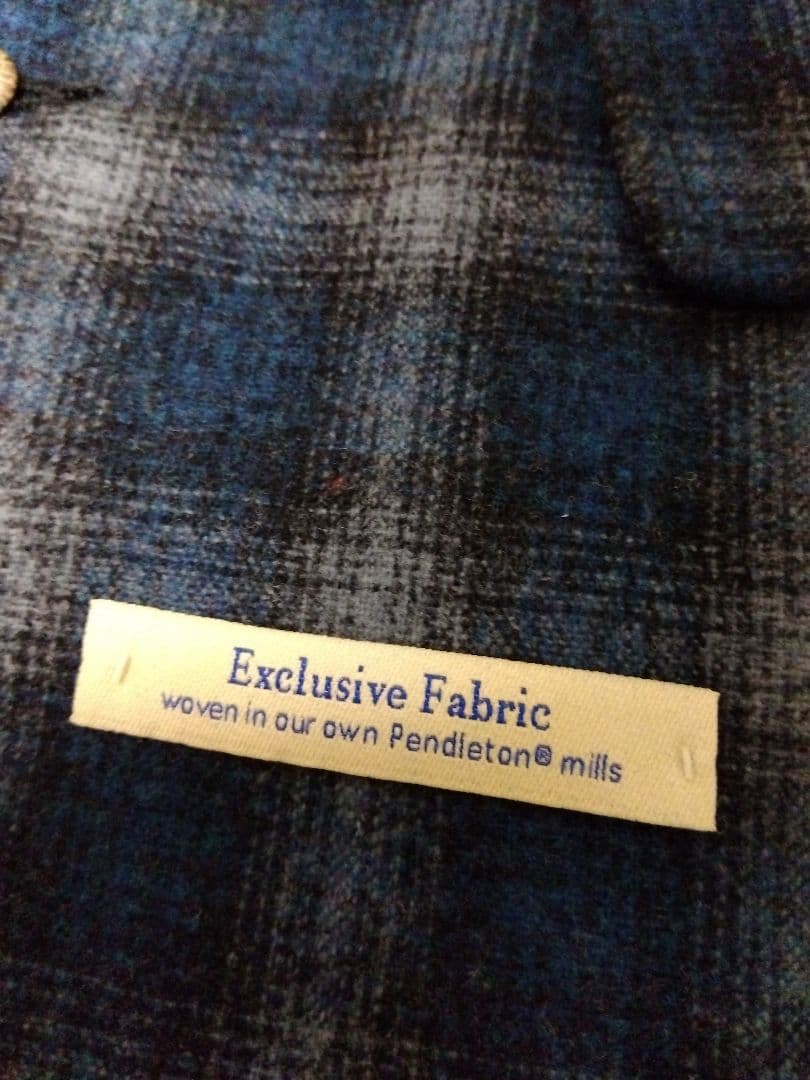 Exclusive Fabric
woven in our own Pendleton® mills